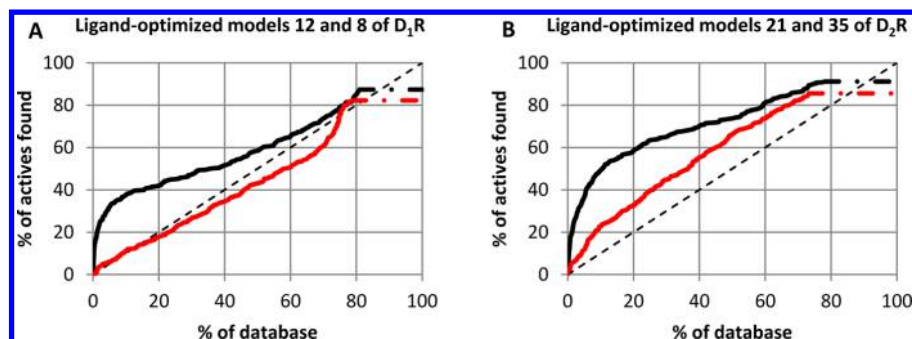 A Ligand-optimized models 12 and 8 of D₁R
% of actives found
100
80
60
40
20
0
0 20 40 60 80 100
% of database
B Ligand-optimized models 21 and 35 of D₂R
% of actives found
100
80
60
40
20
0
0 20 40 60 80 100
% of database